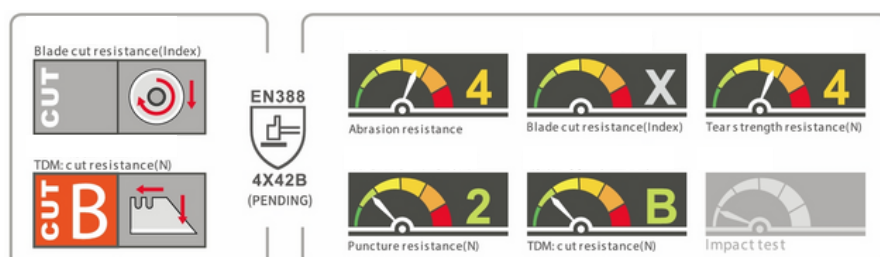 Blade cut resistance(Index)
CUT
TDM: cut resistance(N)
CUT B
EN388
4X42B
(PENDING)
4
Abrasion resistance
X
Blade cut resistance(Index)
4
Tear strength resistance(N)
2
Puncture resistance(N)
B
TDM: cut resistance(N)
Impact test